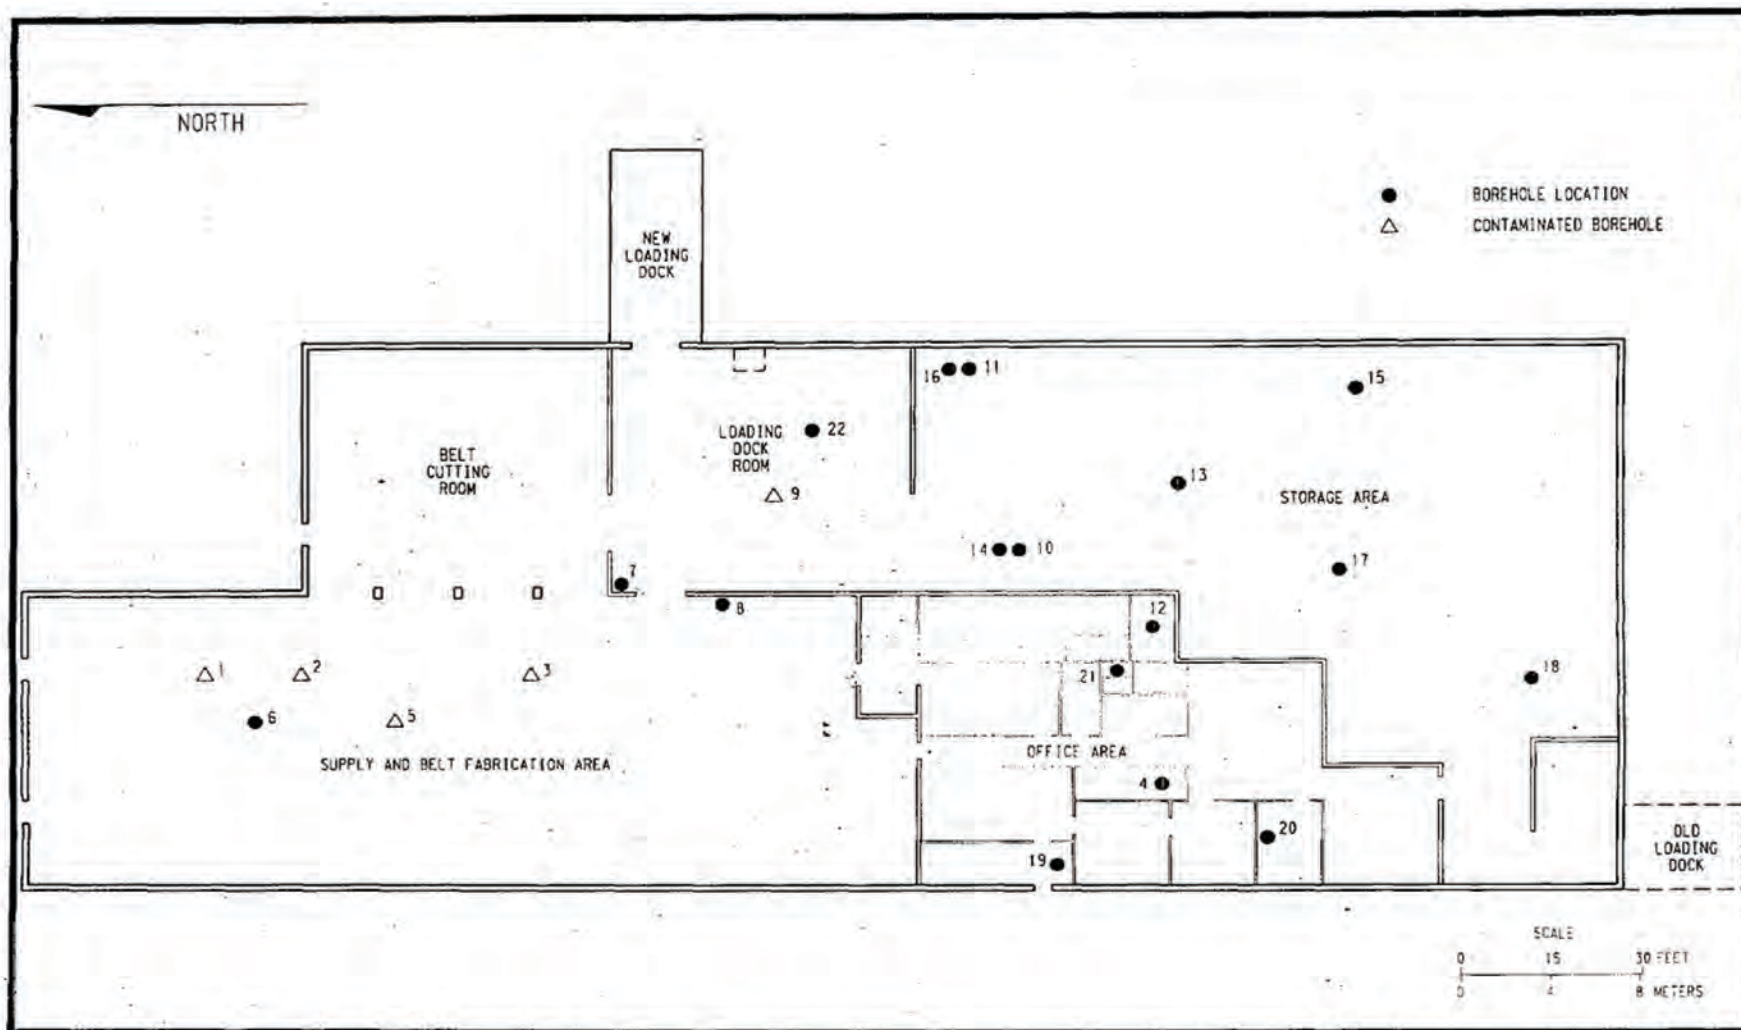 NORTH
BOREHOLE LOCATION
CONTAMINATED BOREHOLE
NEW
LOADING
DOCK
16
11
15
BELT
CUTTING
ROOM
LOADING
DOCK
ROOM
22
9
13
STORAGE AREA
14
10
17
7
8
12
1
2
3
21
18
6
5
SUPPLY AND BELT FABRICATION AREA
OFFICE AREA
4
20
19
OLD
LOADING
DOCK
SCALE
0 15 30 FEET
0 4 8 METERS